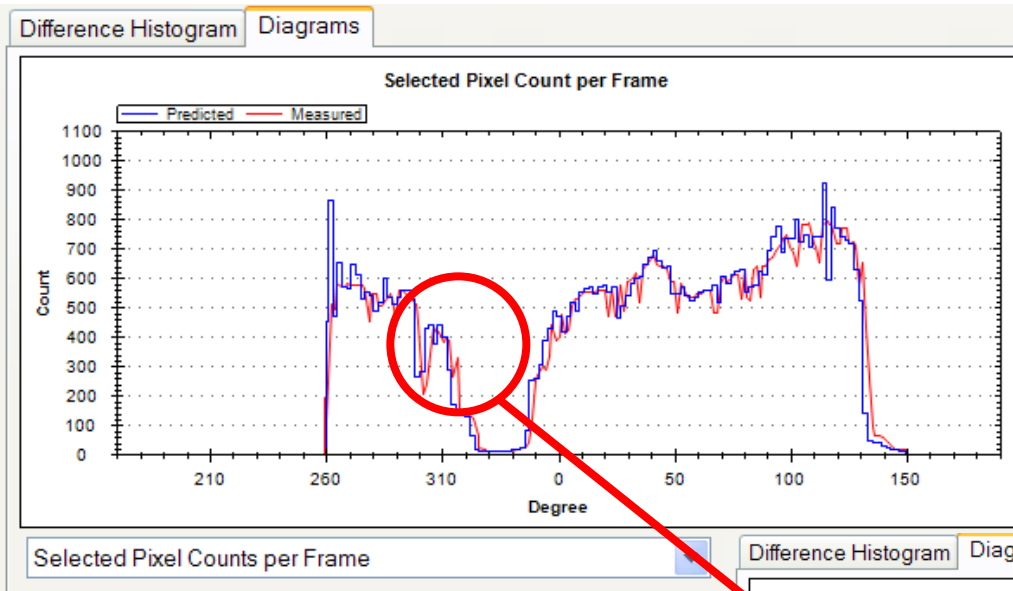 Difference Histogram Diagrams
Selected Pixel Count per Frame
Predicted Measured
1100
1000
900
800
700
600
500
400
300
200
100
0
Count
210 260 310 0 50 100 150
Degree
Selected Pixel Counts per Frame
Difference Histogram Diag